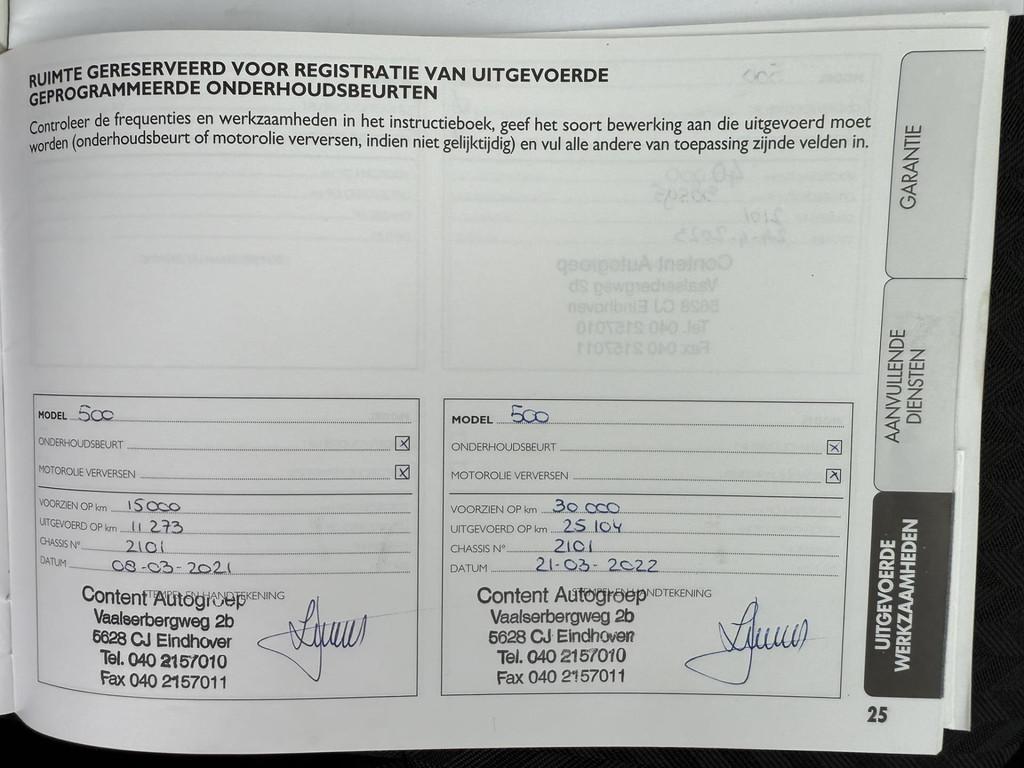 RUIMTE GERESERVEERD VOOR REGISTRATIE VAN UITGEVOERDE
GEPROGRAMMEERDE ONDERHOUDSBEURTEN
Controleer de frequenties en werkzaamheden in het instructieboek, geef het soort bewerking aan die uitgevoerd moet
worden (onderhoudsbeurt of motorolie verversen, indien niet gelijktijdig) en vul alle andere van toepassing zijnde velden in.
MODEL 500
ONDERHOUDSBEURT
MOTOROLIE VERVERSEN
VOORZIEN OP km 15000
UITGEVOERD OP km 11 273
CHASSIS N° 2101
DATUM 08-03-2021
HANDTEKENING
Content Autogroep
Vaalserbergweg 2b
5628 CJ Eindhoven
Tel. 040 2157010
Fax 040 2157011
MODEL 500
ONDERHOUDSBEURT
MOTOROLIE VERVERSEN
VOORZIEN OP km 30 000
UITGEVOERD OP km 25 104
CHASSIS N° 2101
DATUM 21-03-2022
Content Autogroep
Vaalserbergweg 2b
5628 CJ Eindhoven
Tel. 040 2157010
Fax 040 2157011
GARANTIE
AANVULLENDE
DIENSTEN
UITGEVOERDE
WERKZAAMHEDEN
25